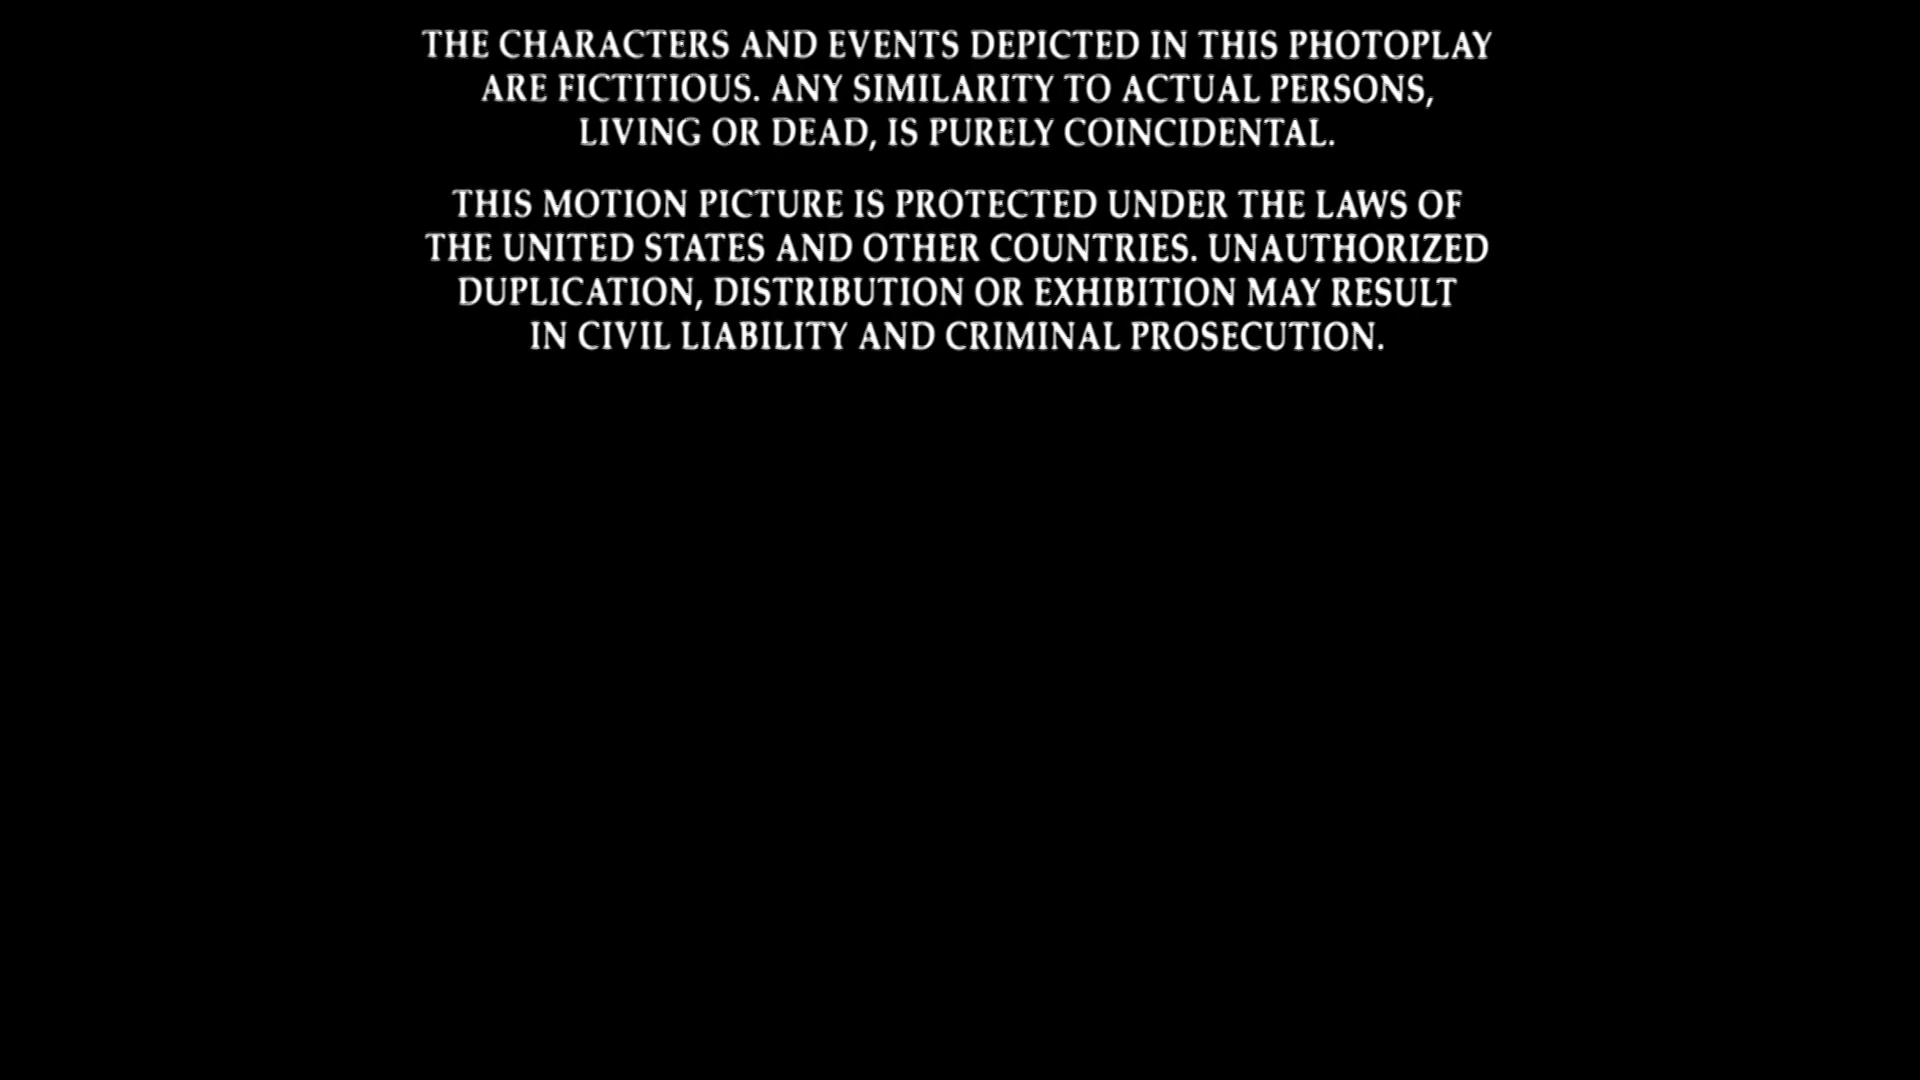 THE CHARACTERS AND EVENTS DEPICTED IN THIS PHOTOPLAY
ARE FICTITIOUS. ANY SIMILARITY TO ACTUAL PERSONS,
LIVING OR DEAD, IS PURELY COINCIDENTAL.
THIS MOTION PICTURE IS PROTECTED UNDER THE LAWS OF
THE UNITED STATES AND OTHER COUNTRIES. UNAUTHORIZED
DUPLICATION, DISTRIBUTION OR EXHIBITION MAY RESULT
IN CIVIL LIABILITY AND CRIMINAL PROSECUTION.